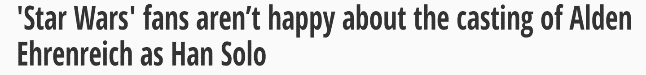 'Star Wars' fans aren’t happy about the casting of Alden
Ehrenreich as Han Solo